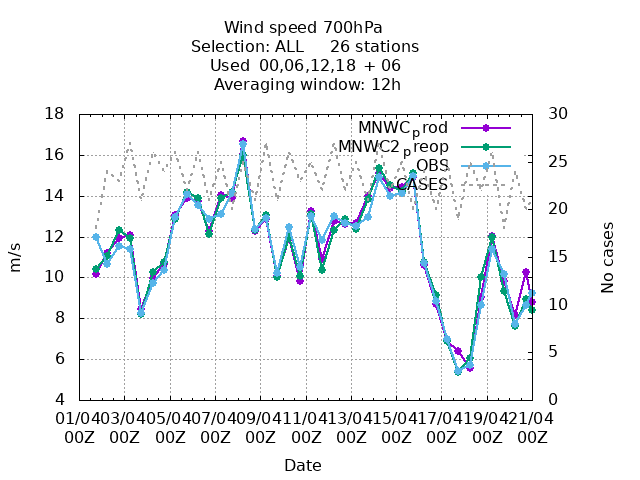 Wind speed 700hPa
Selection: ALL 26 stations
Used 00,06,12,18 + 06
Averaging window: 12h
MNWC_prod
MNWC2_preop
OBS
CASES
18
16
14
12
10
8
6
4
m/s
30
25
20
15
10
5
0
No cases
01/04 03/04 05/04 07/04 09/04 11/04 13/04 15/04 17/04 19/04 21/04
00Z 00Z 00Z 00Z 00Z 00Z 00Z 00Z 00Z 00Z 00Z
Date